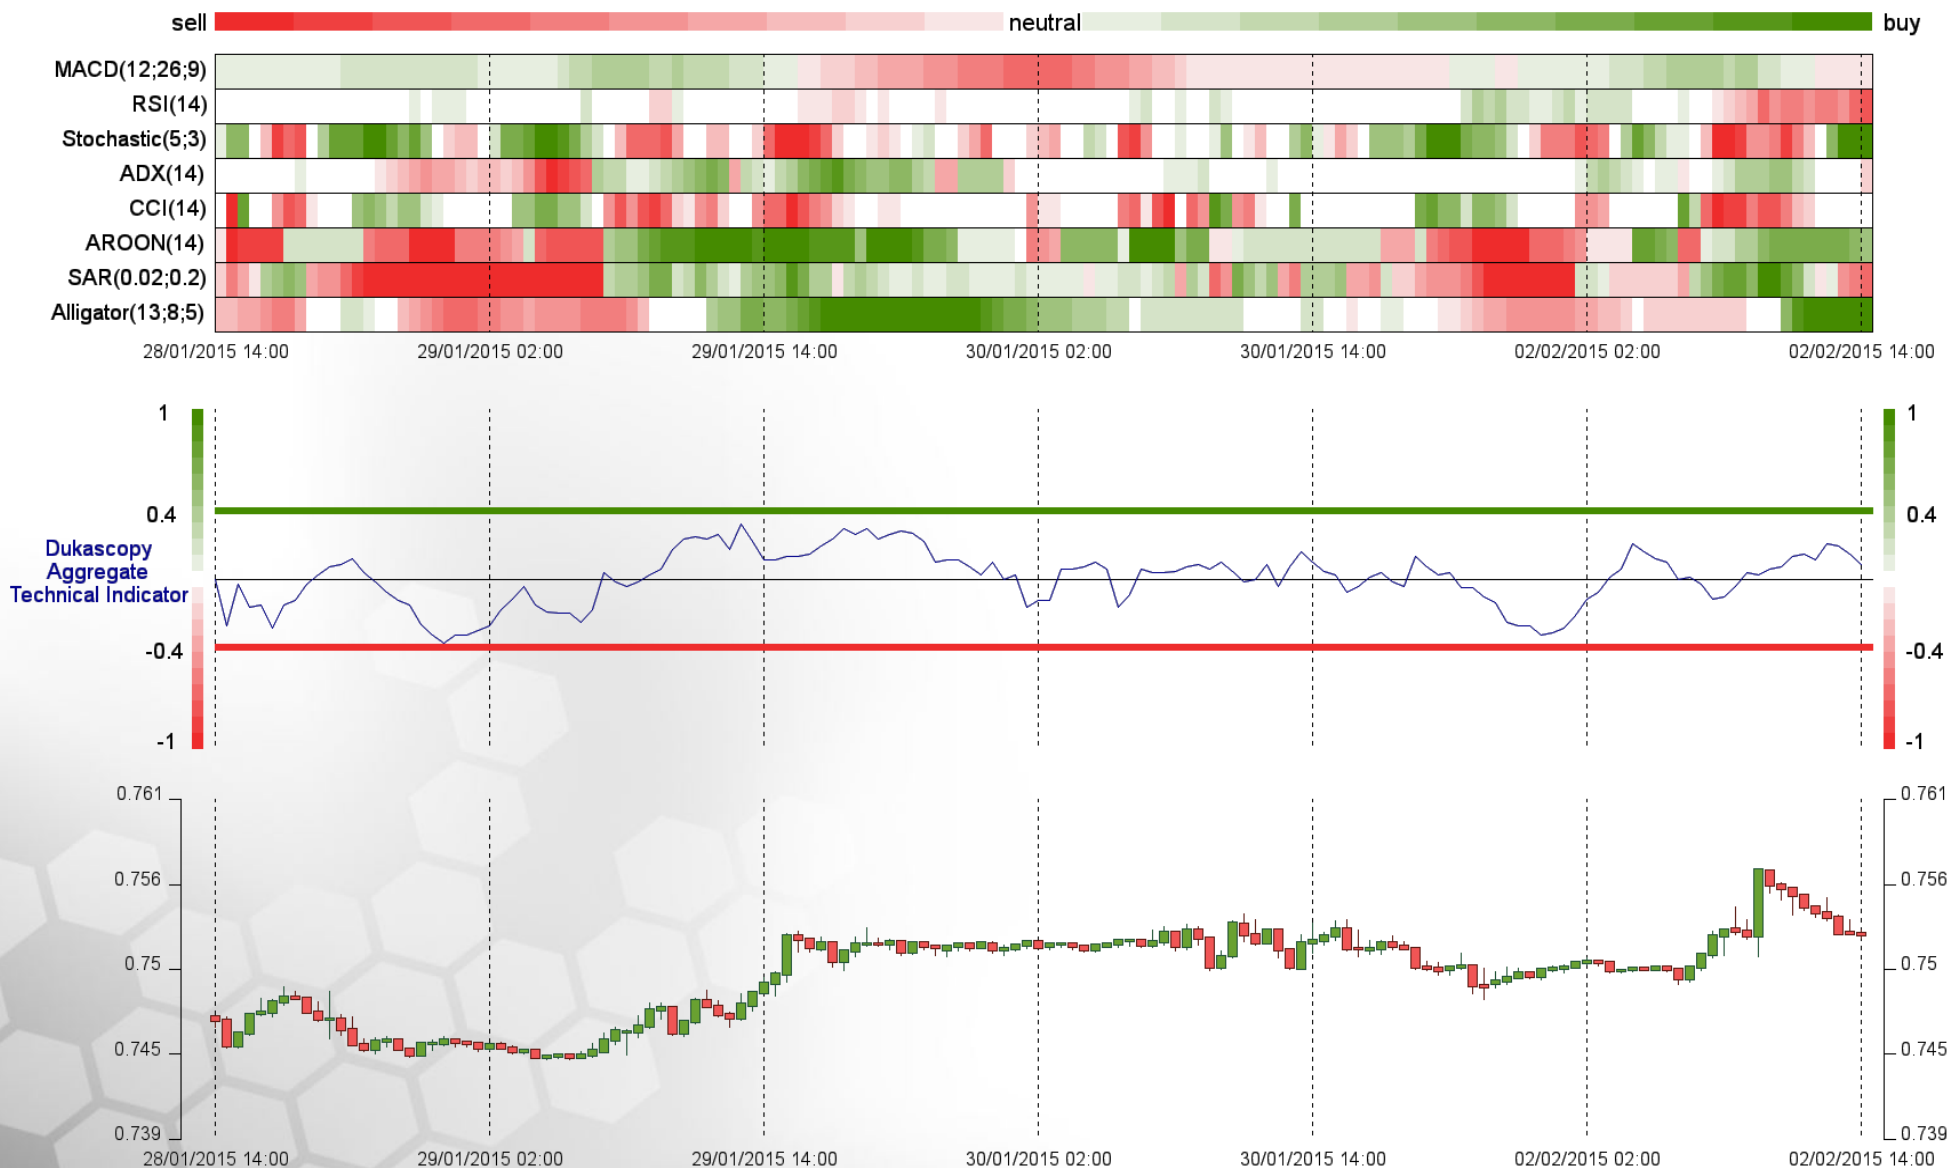 sell neutral buy
MACD(12;26;9)
RSI(14)
Stochastic(5;3)
ADX(14)
CCI(14)
AROON(14)
SAR(0.02;0.2)
Alligator(13;8;5)
28/01/2015 14:00 29/01/2015 02:00 29/01/2015 14:00 30/01/2015 02:00 30/01/2015 14:00 02/02/2015 02:00 02/02/2015 14:00
1 1
0.4 0.4
Dukascopy
Aggregate
Technical Indicator
-0.4 -0.4
-1 -1
0.761 0.761
0.756 0.756
0.75 0.75
0.745 0.745
0.739 0.739
28/01/2015 14:00 29/01/2015 02:00 29/01/2015 14:00 30/01/2015 02:00 30/01/2015 14:00 02/02/2015 02:00 02/02/2015 14:00